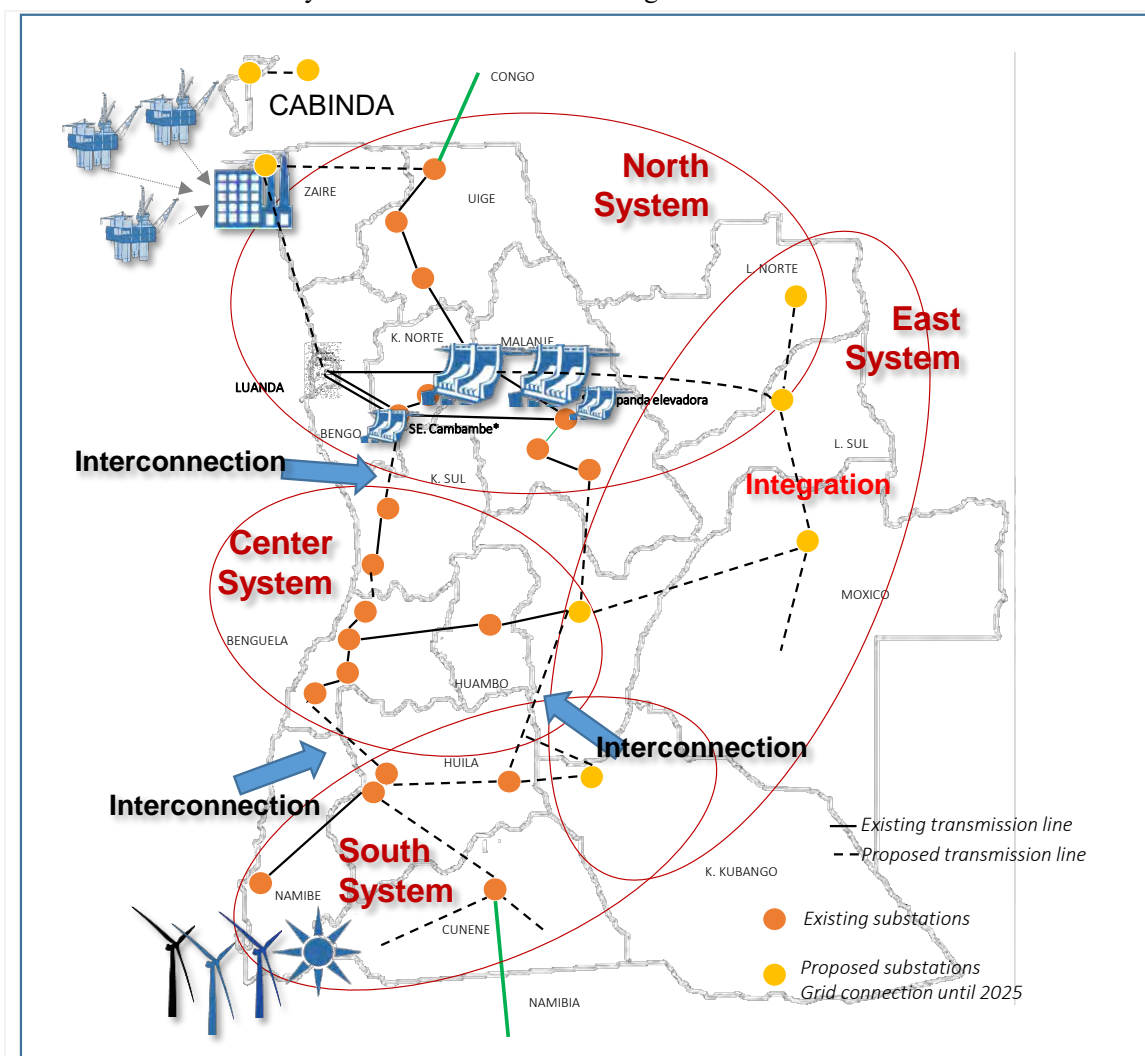 CONGO
CABINDA
ZAIRE
UIGE
North
System
L. NORTE
East
System
K. NORTE
MALANJE
LUANDA
panda elevadora
BENGO
SE. Cambambe*
L. SUL
Interconnection
K. SUL
Integration
Center
System
MOXICO
BENGUELA
HUAMBO
Interconnection
HUILA
Interconnection
Existing transmission line
South
System
Proposed transmission line
K. KUBANGO
NAMIBE
Existing substations
CUNENE
Proposed substations
Grid connection until 2025
NAMIBIA